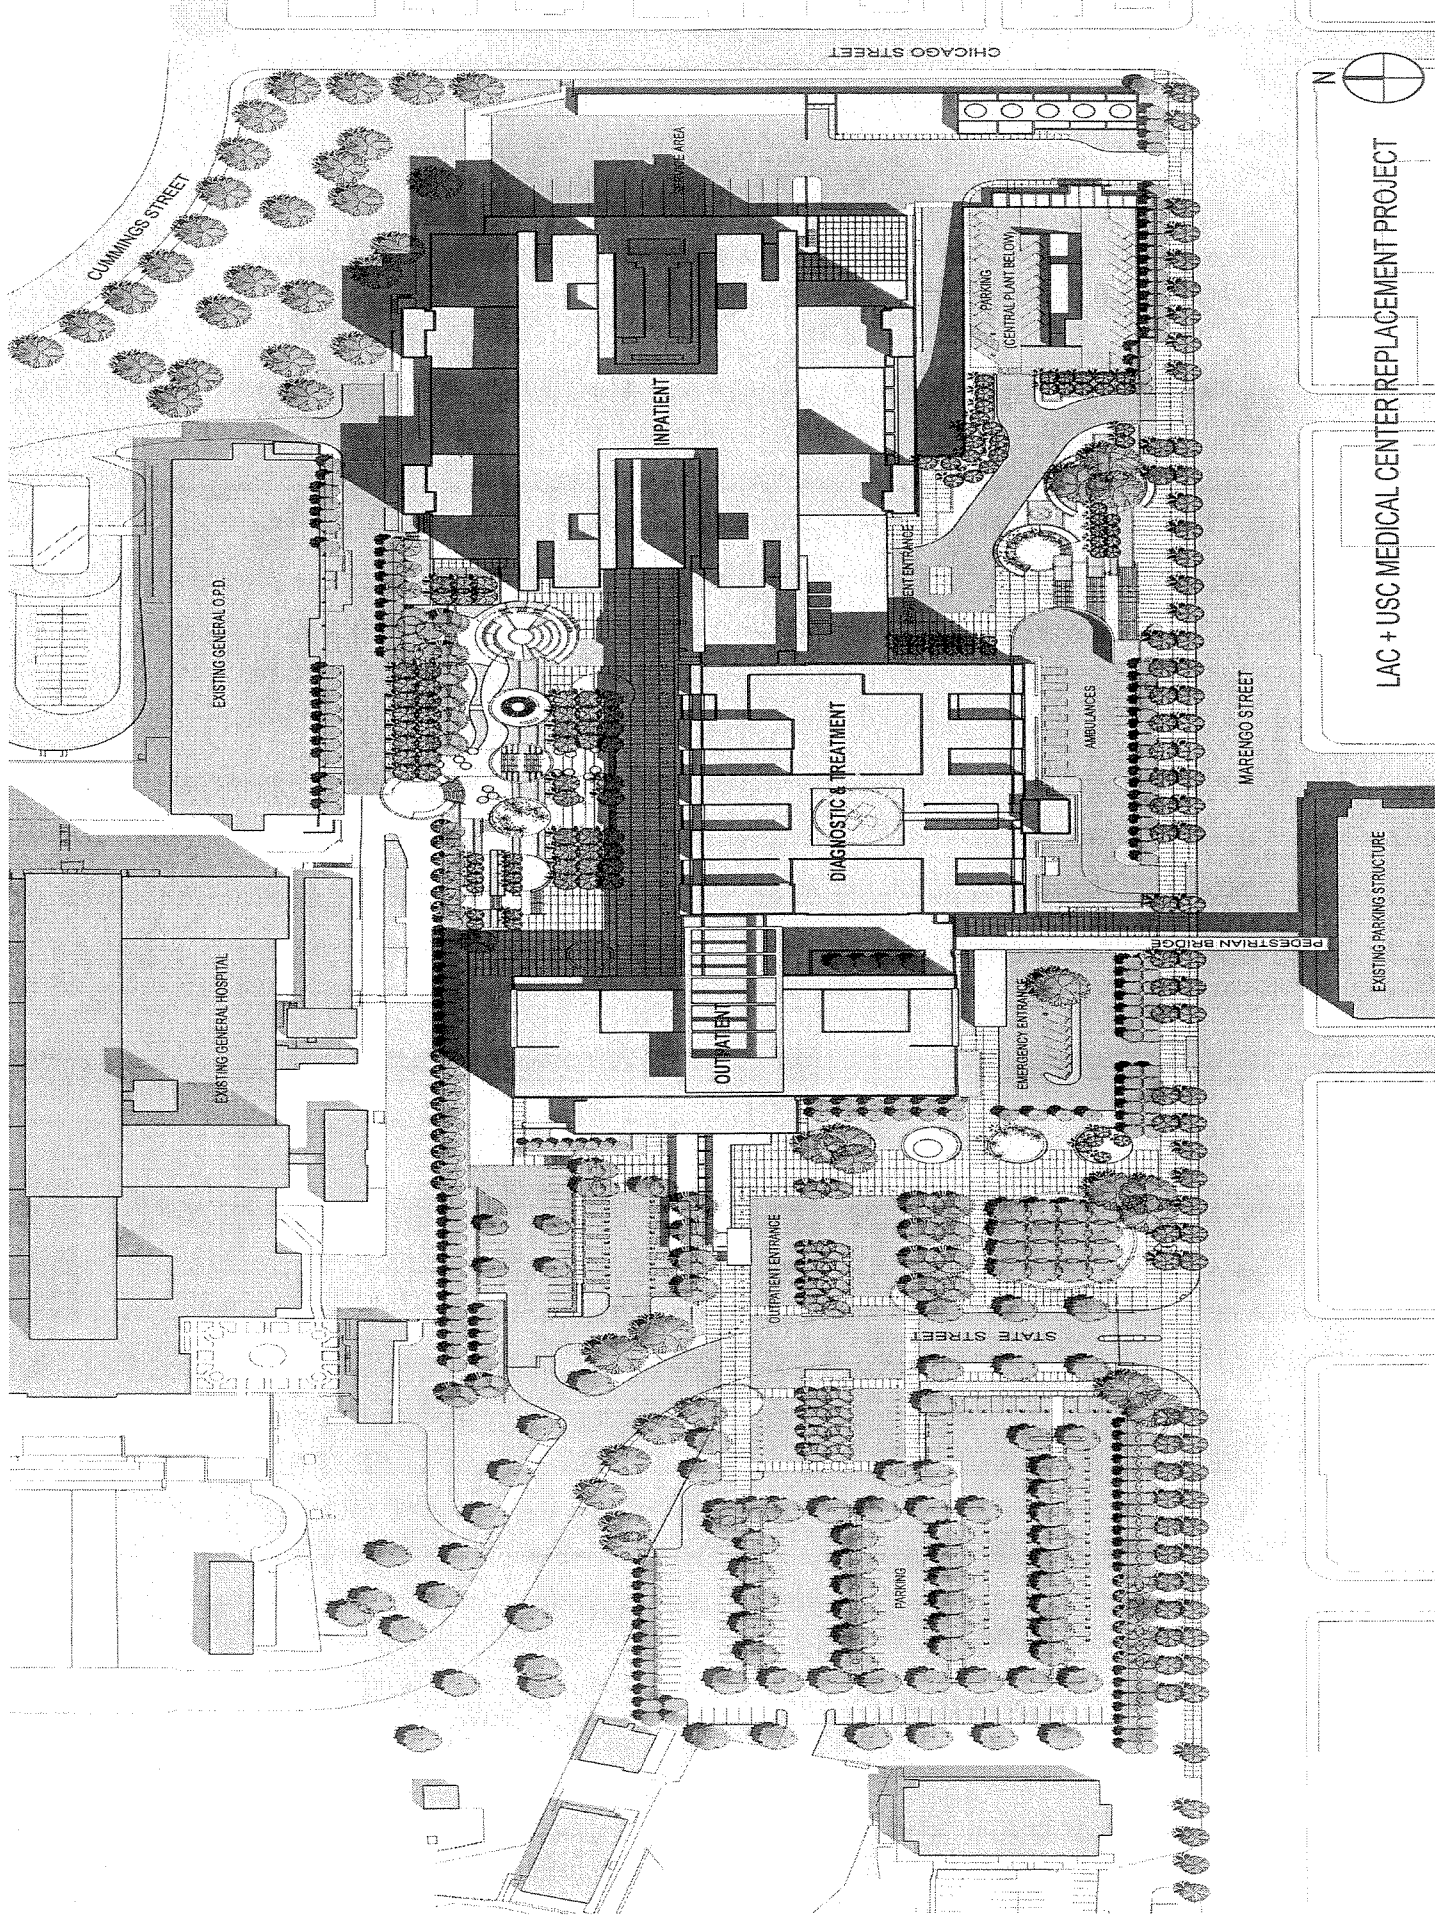 CUMMINGS STREET
EXISTING GENERAL HOSPITAL
EXISTING GENERAL O.P.D.
INPATIENT
SERVICE AREA
OUTPATIENT
DIAGNOSTIC & TREATMENT
CHICAGO STREET
OUTPATIENT ENTRANCE
INPATIENT ENTRANCE
PARKING
STATE STREET
EMERGENCY ENTRANCE
AMBULANCES
PARKING
(CENTRAL PLANT BELOW)
PEDESTRIAN BRIDGE
MARENGO STREET
EXISTING PARKING STRUCTURE
N
LAC + USC MEDICAL CENTER REPLACEMENT PROJECT